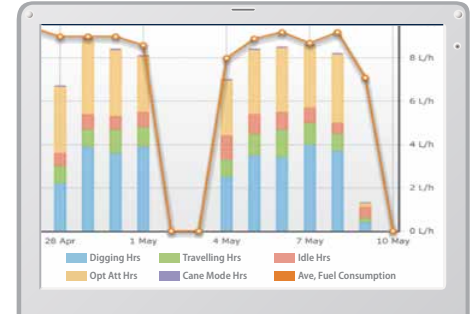 8 L/h
6 L/h
4 L/h
2 L/h
0 L/h
28 Apr 1 May 4 May 7 May 10 May
Digging Hrs Travelling Hrs Idle Hrs
Opt Att Hrs Cane Mode Hrs Ave, Fuel Consumption